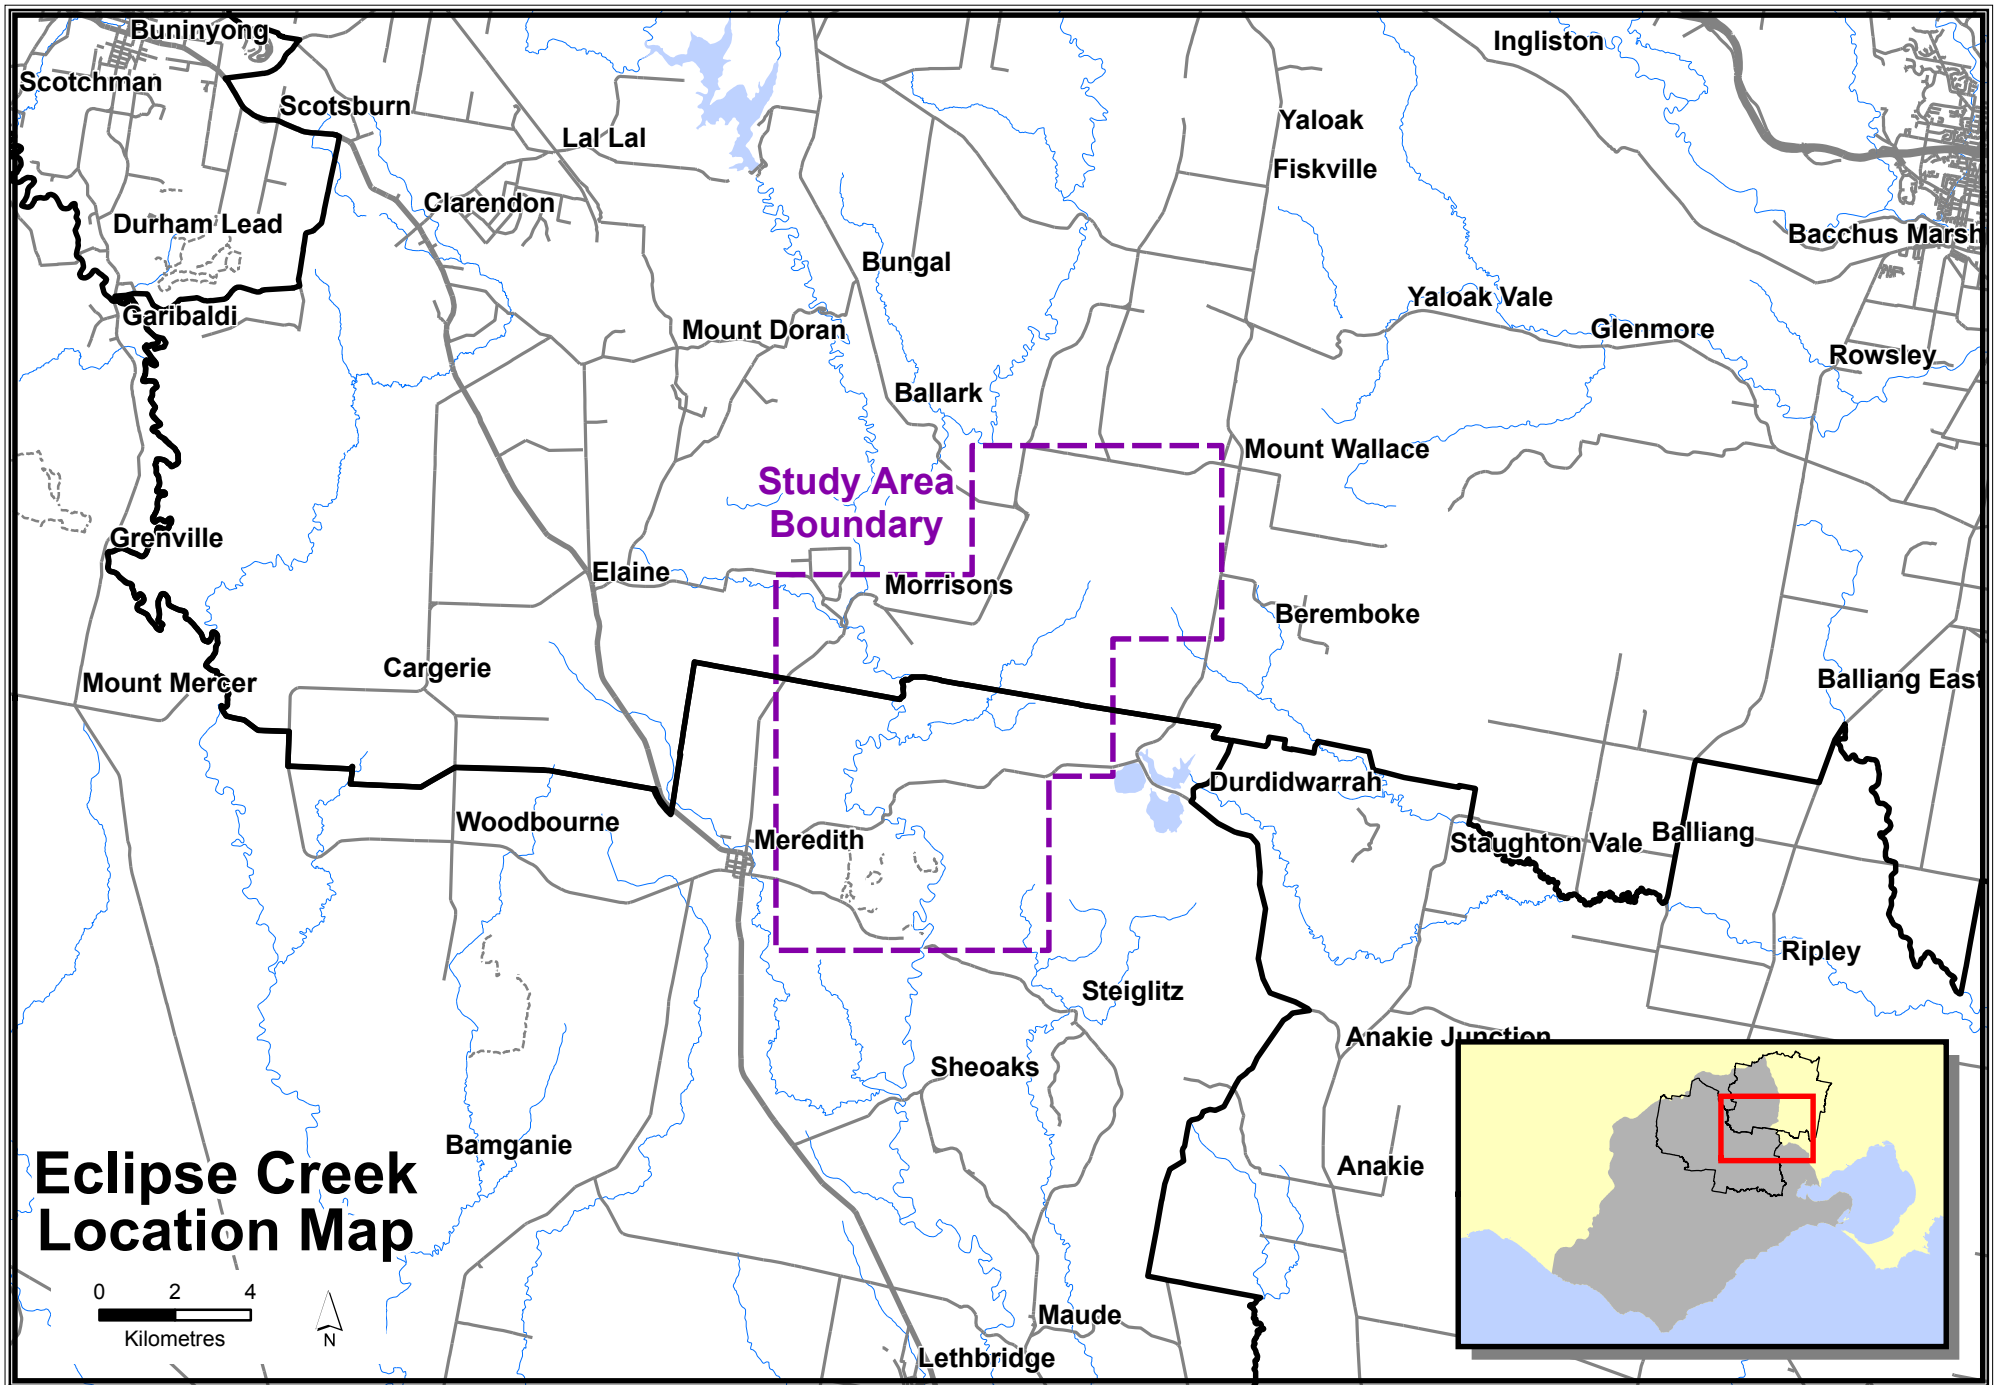 Buninyong
Ingliston
Scotchman
Scotsburn
Yaloak
Lal Lal
Fiskville
Clarendon
Durham Lead
Bacchus Marsh
Bungal
Yaloak Vale
Garibaldi
Mount Doran
Glenmore
Rowsley
Ballark
Mount Wallace
Study Area
Boundary
Grenville
Elaine
Morrisons
Beremboke
Cargerie
Mount Mercer
Balliang East
Durdidwarrah
Woodbourne
Meredith
Staughton Vale
Balliang
Ripley
Steiglitz
Anakie Junction
Sheoaks
Bamganie
Anakie
Eclipse Creek
Location Map
0 2 4
Kilometres
N
Maude
Lethbridge